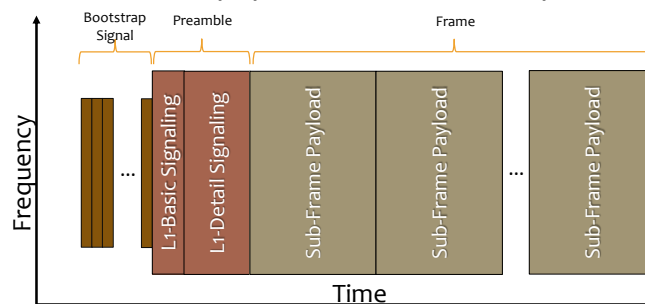 Bootstrap
Signal
Preamble
Frame
Frequency
...
L1-Basic Signaling
L1-Detail Signaling
Sub-Frame Payload
Sub-Frame Payload
...
Sub-Frame Payload
Time